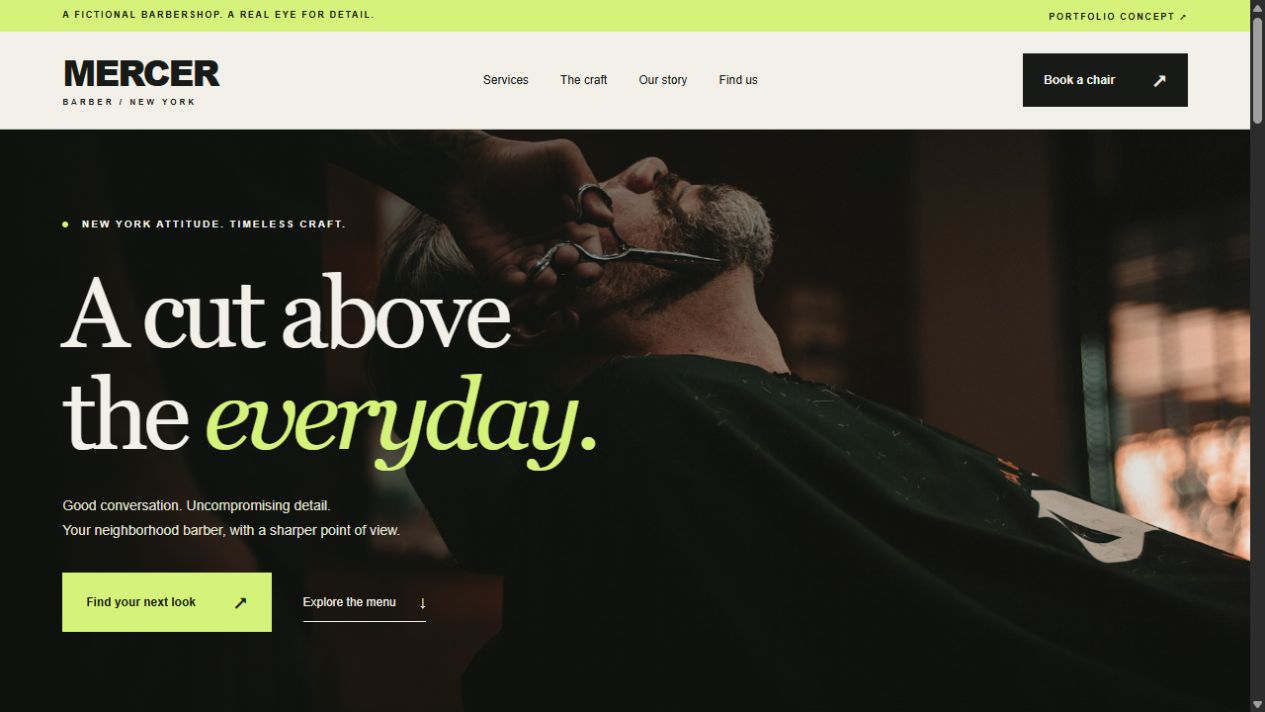 A FICTIONAL BARBERSHOP. A REAL EYE FOR DETAIL.
PORTFOLIO CONCEPT ↗
MERCER
BARBER / NEW YORK
Services
The craft
Our story
Find us
Book a chair ↗
NEW YORK ATTITUDE. TIMELESS CRAFT.
A cut above
the everyday.
Good conversation. Uncompromising detail.
Your neighborhood barber, with a sharper point of view.
Find your next look ↗
Explore the menu ↓